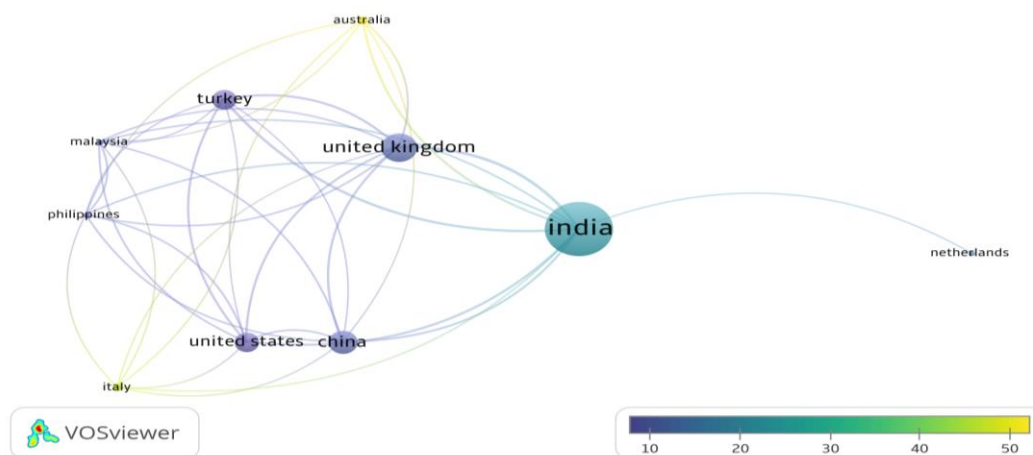 australia
turkey
malaysia
united kingdom
philippines
india
netherlands
united states
china
italy
VOSviewer
10 20 30 40 50